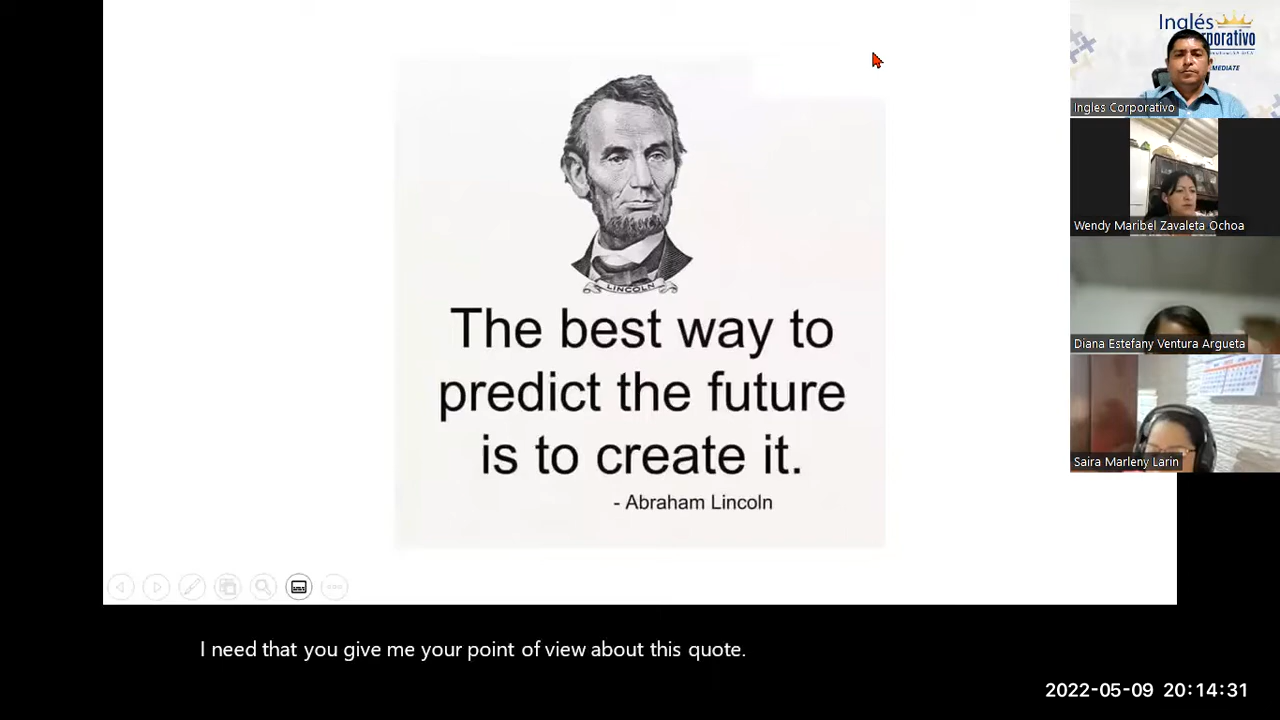 LINCOLN
The best way to
predict the future
is to create it.
- Abraham Lincoln
Inglés
rporativo
MEDIATE
Ingles Corporativo
Wendy Maribel Zavaleta Ochoa
Diana Estefany Ventura Argueta
Saira Marleny Larin
I need that you give me your point of view about this quote.
2022-05-09 20:14:31